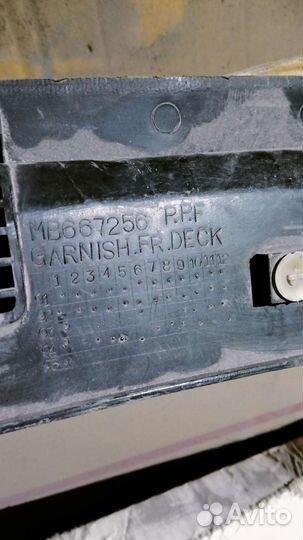 MB667256 P.P.F
GARNISH.FR.DECK
1 2 3 4 5 6 7 8 9 10 11 12
Avito